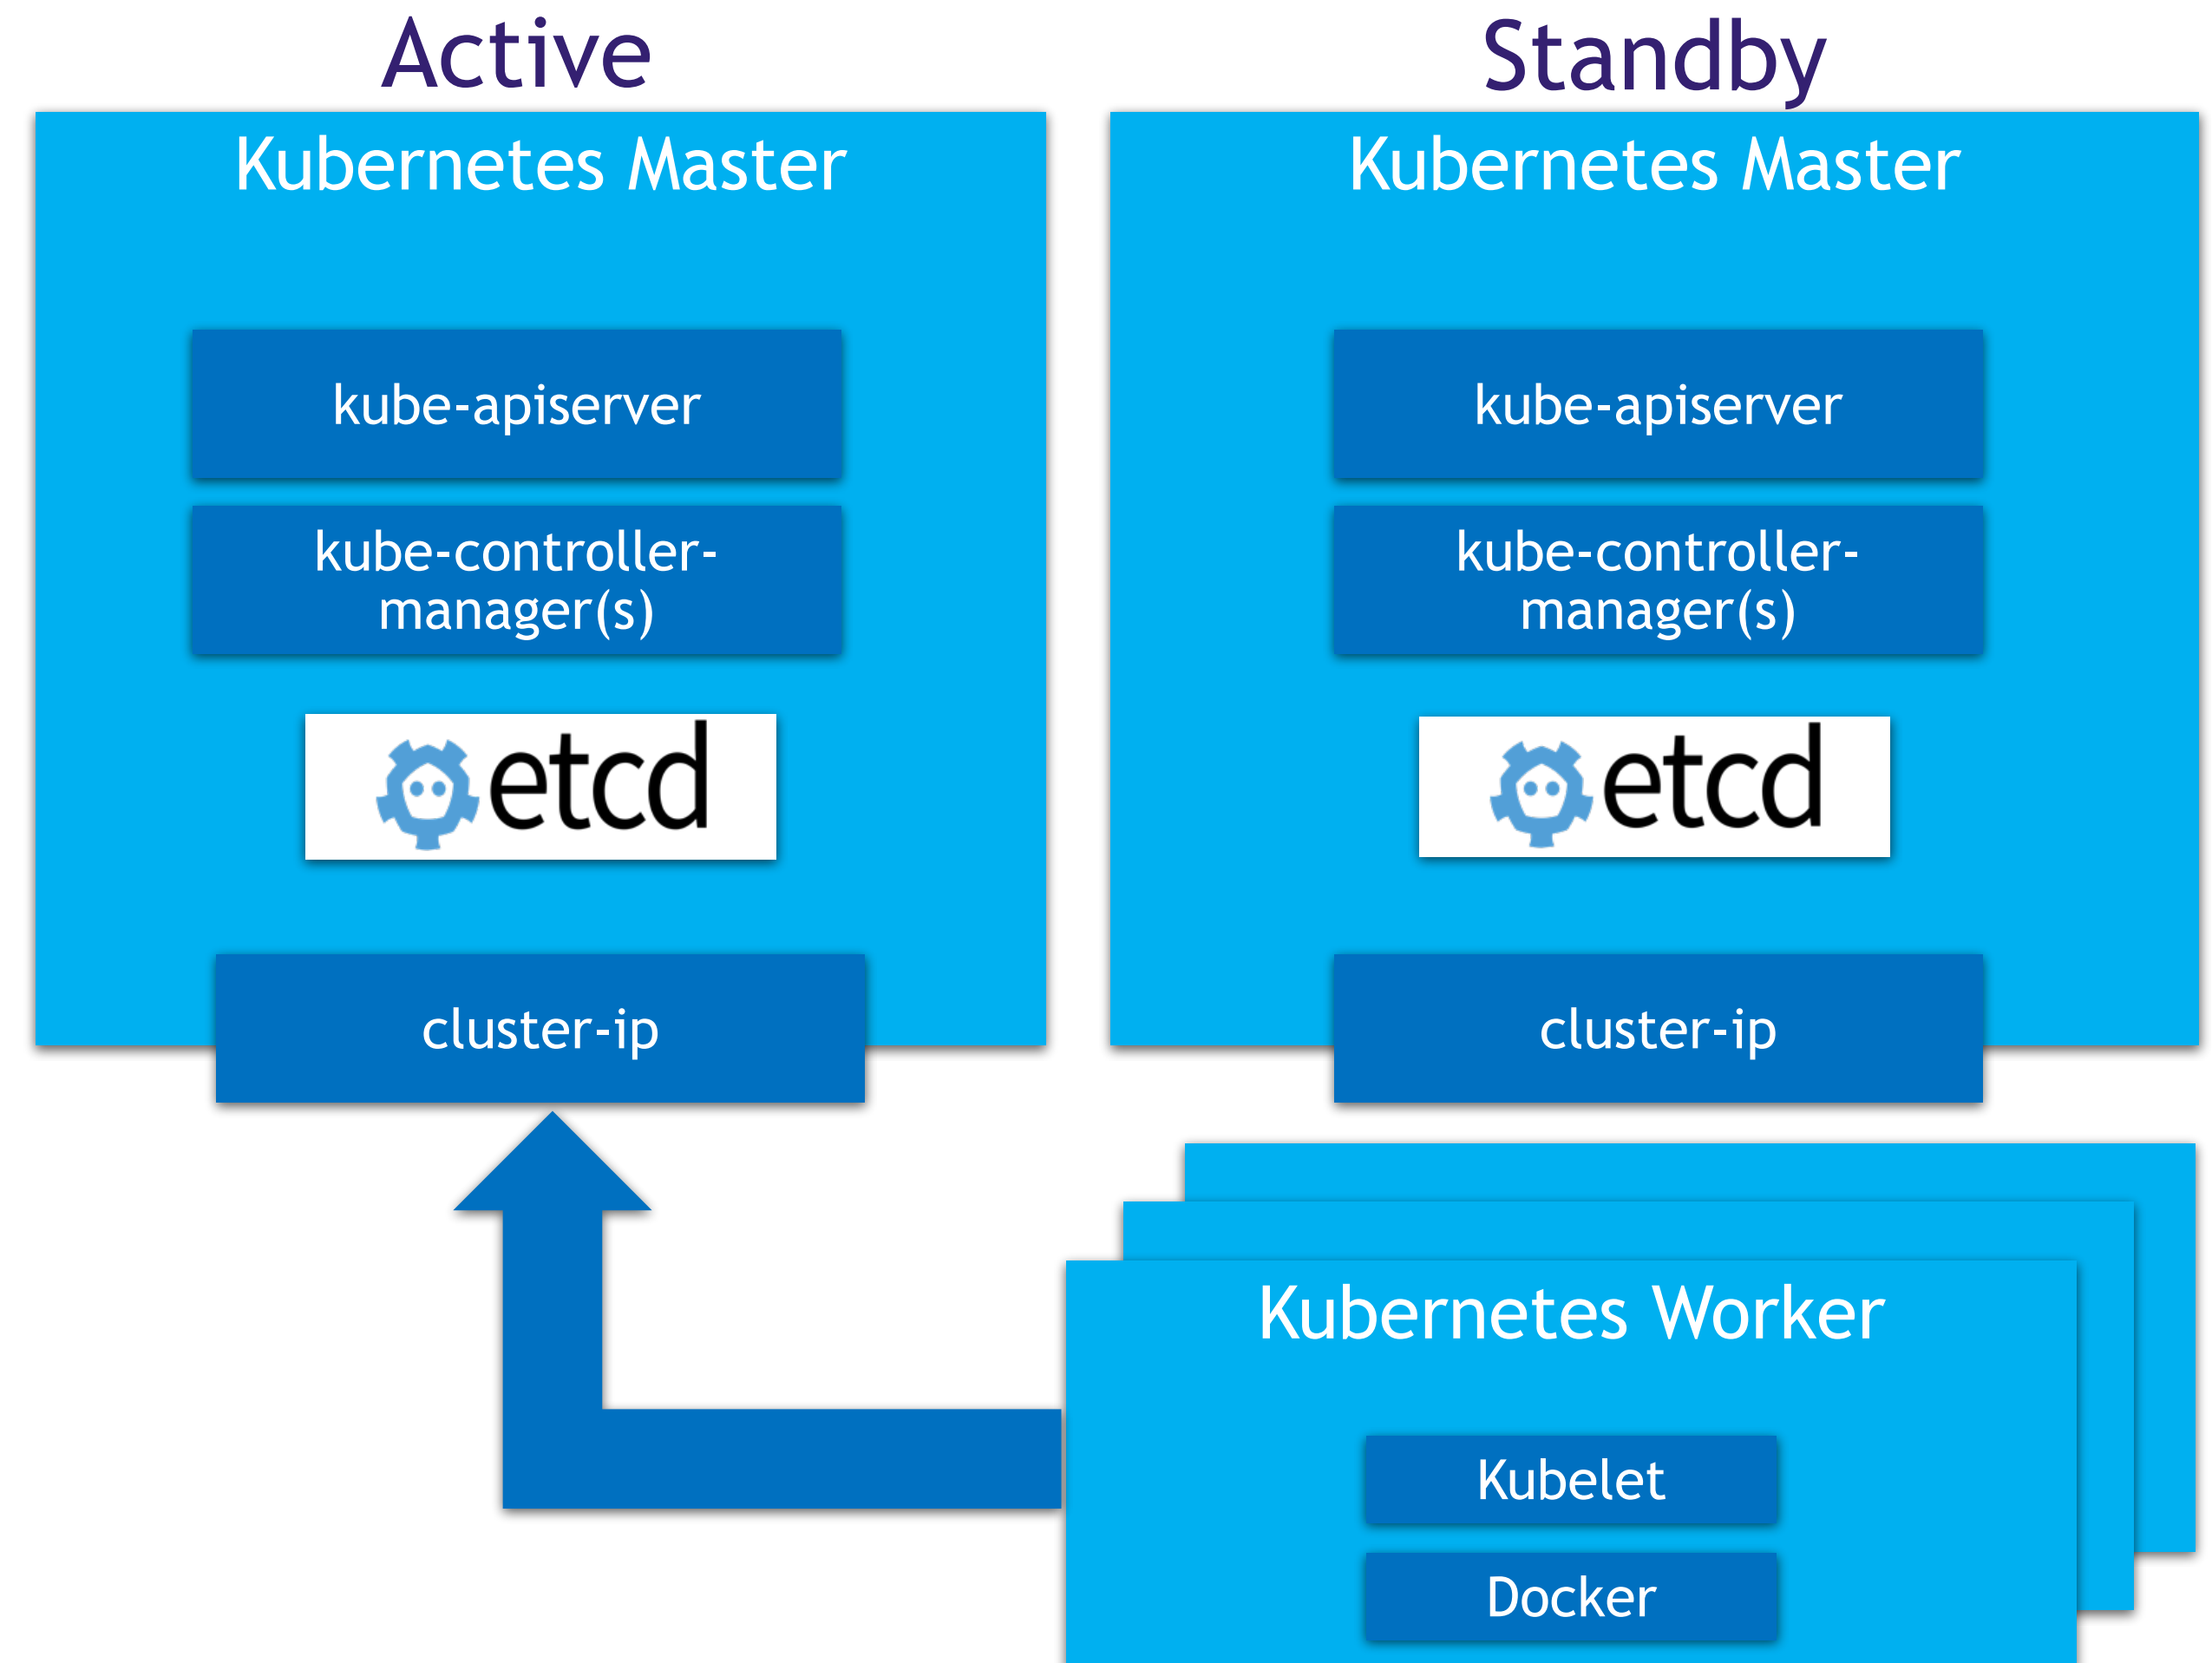 Active
Kubernetes Master
kube-apiserver
kube-controller-
manager(s)
etcd
cluster-ip
Standby
Kubernetes Master
kube-apiserver
kube-controller-
manager(s)
etcd
cluster-ip
Kubernetes Worker
Kubelet
Docker